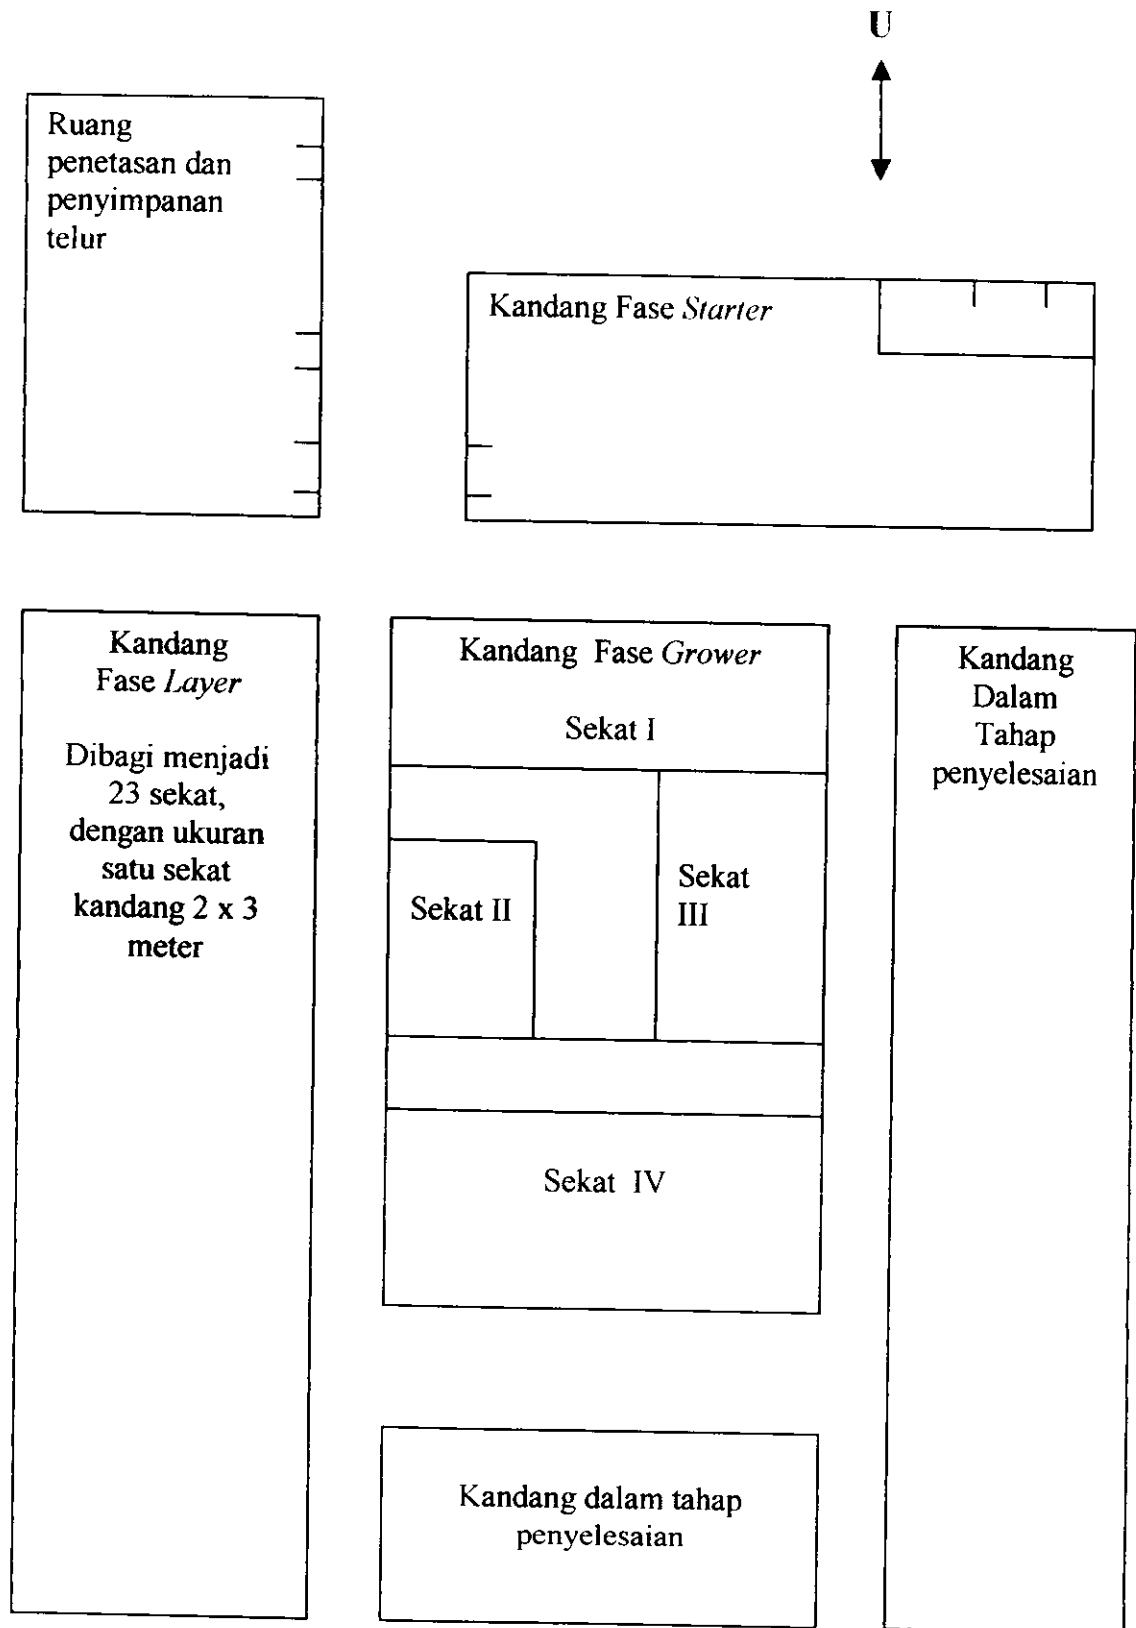 U
Ruang
penetasan dan
penyimpanan
telur
Kandang Fase Starter
Kandang
Fase Layer
Dibagi menjadi
23 sekat,
dengan ukuran
satu sekat
kandang 2 x 3
meter
Kandang Fase Grower
Sekat I
Sekat II
Sekat
III
Sekat IV
Kandang
Dalam
Tahap
penyelesaian
Kandang dalam tahap
penyelesaian